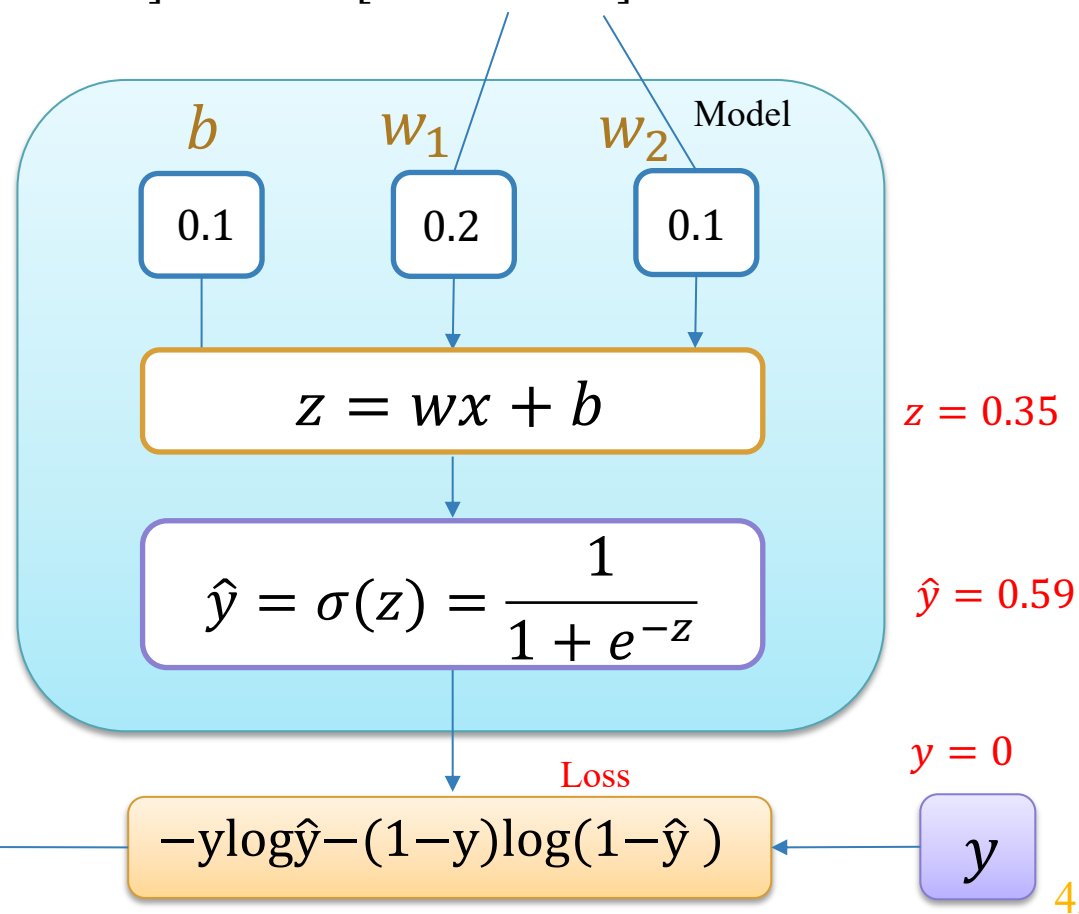 ] [ ]
Model
b w₁ w₂
0.1 0.2 0.1
z = wx + b
z = 0.35
ŷ = σ(z) = 1 / (1 + e^{−z})
ŷ = 0.59
y = 0
Loss
−ylogŷ−(1−y)log(1−ŷ )
y
4